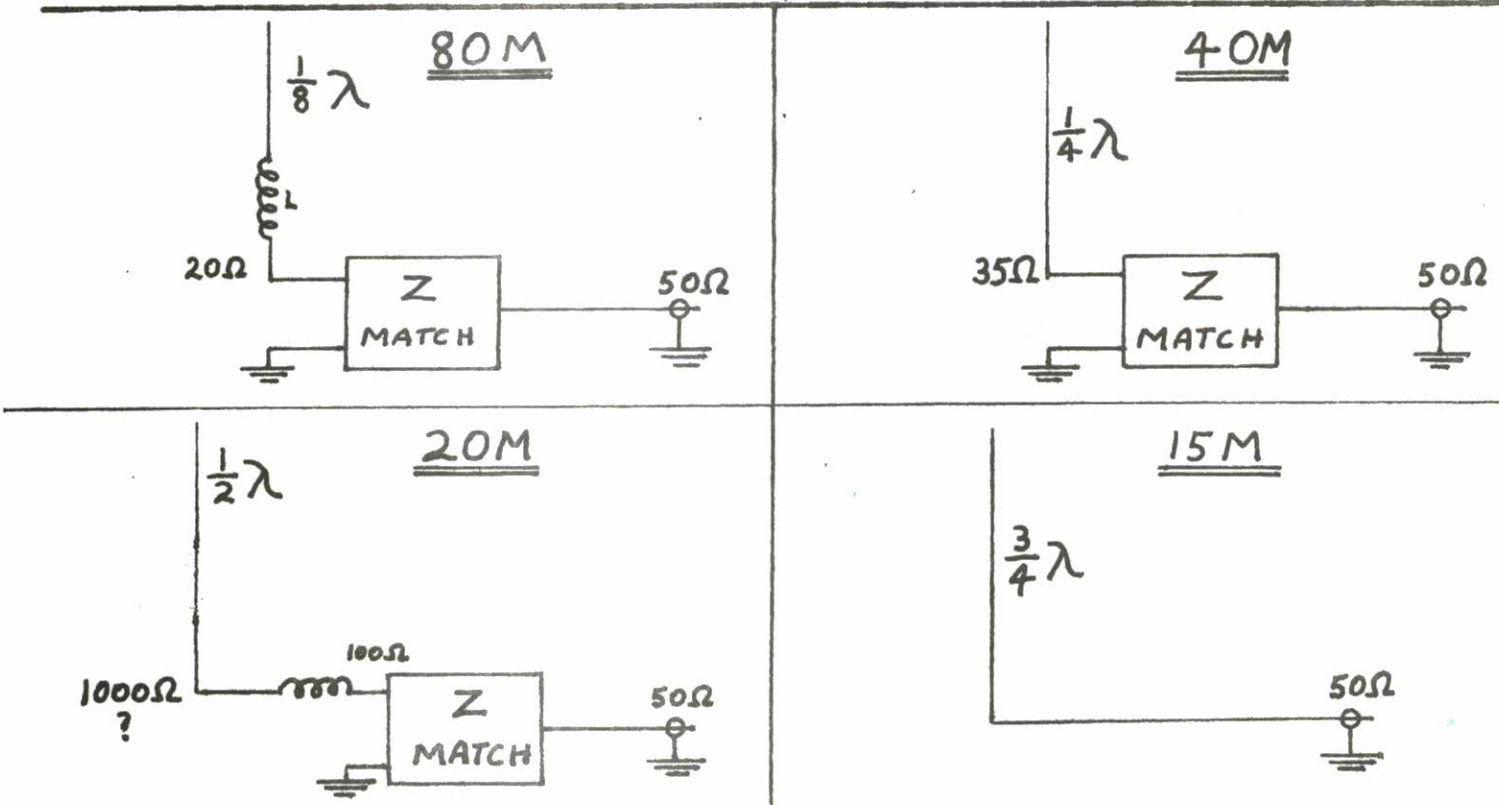 80M
1/8 λ
L
20Ω
Z
MATCH
50Ω
40M
1/4 λ
35Ω
Z
MATCH
50Ω
20M
1/2 λ
100Ω
1000Ω
?
Z
MATCH
50Ω
15M
3/4 λ
50Ω